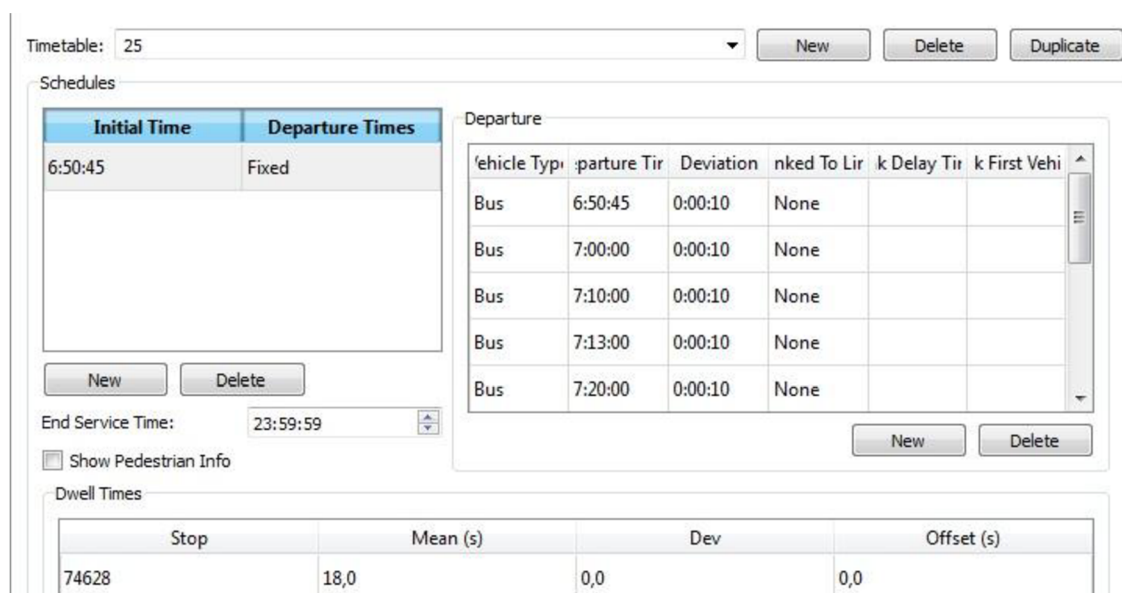 Timetable: 25 New Delete Duplicate
Schedules
Initial Time Departure Times
6:50:45 Fixed
New Delete
End Service Time: 23:59:59
Show Pedestrian Info
Departure
Vehicle Typ parture Tir Deviation nked To Lir k Delay Tir k First Vehi
Bus 6:50:45 0:00:10 None
Bus 7:00:00 0:00:10 None
Bus 7:10:00 0:00:10 None
Bus 7:13:00 0:00:10 None
Bus 7:20:00 0:00:10 None
New Delete
Dwell Times
Stop Mean (s) Dev Offset (s)
74628 18,0 0,0 0,0